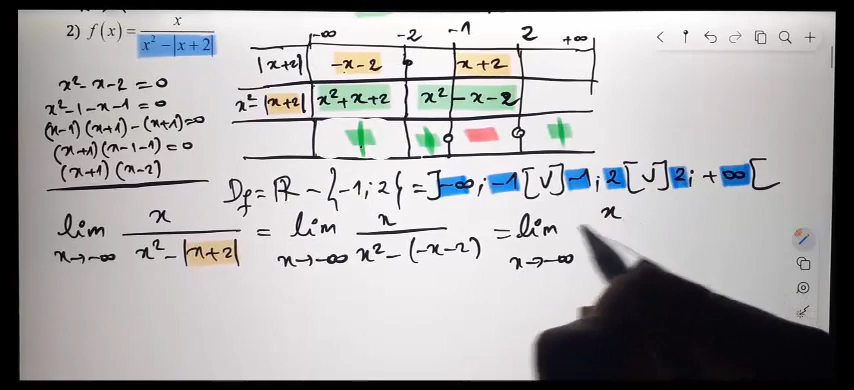 2) f(x) = x / (x² − |x+2|)
−∞ −2 −1 2 +∞
|x+2| −x−2 x+2
x²−|x+2| x²+x+2 x²−x−2
+ + − +
x²−x−2=0
x²−1−x−1=0
(x−1)(x+1)−(x+1)=0
(x+1)(x−1−1)=0
(x+1)(x−2)
D_f = ℝ − {−1; 2} = ]−∞; −1[ ∪ ]−1; 2[ ∪ ]2; +∞[
lim x→−∞ x / (x² − |x+2|) = lim x→−∞ x / (x² − (−x−2)) = lim x→−∞ x